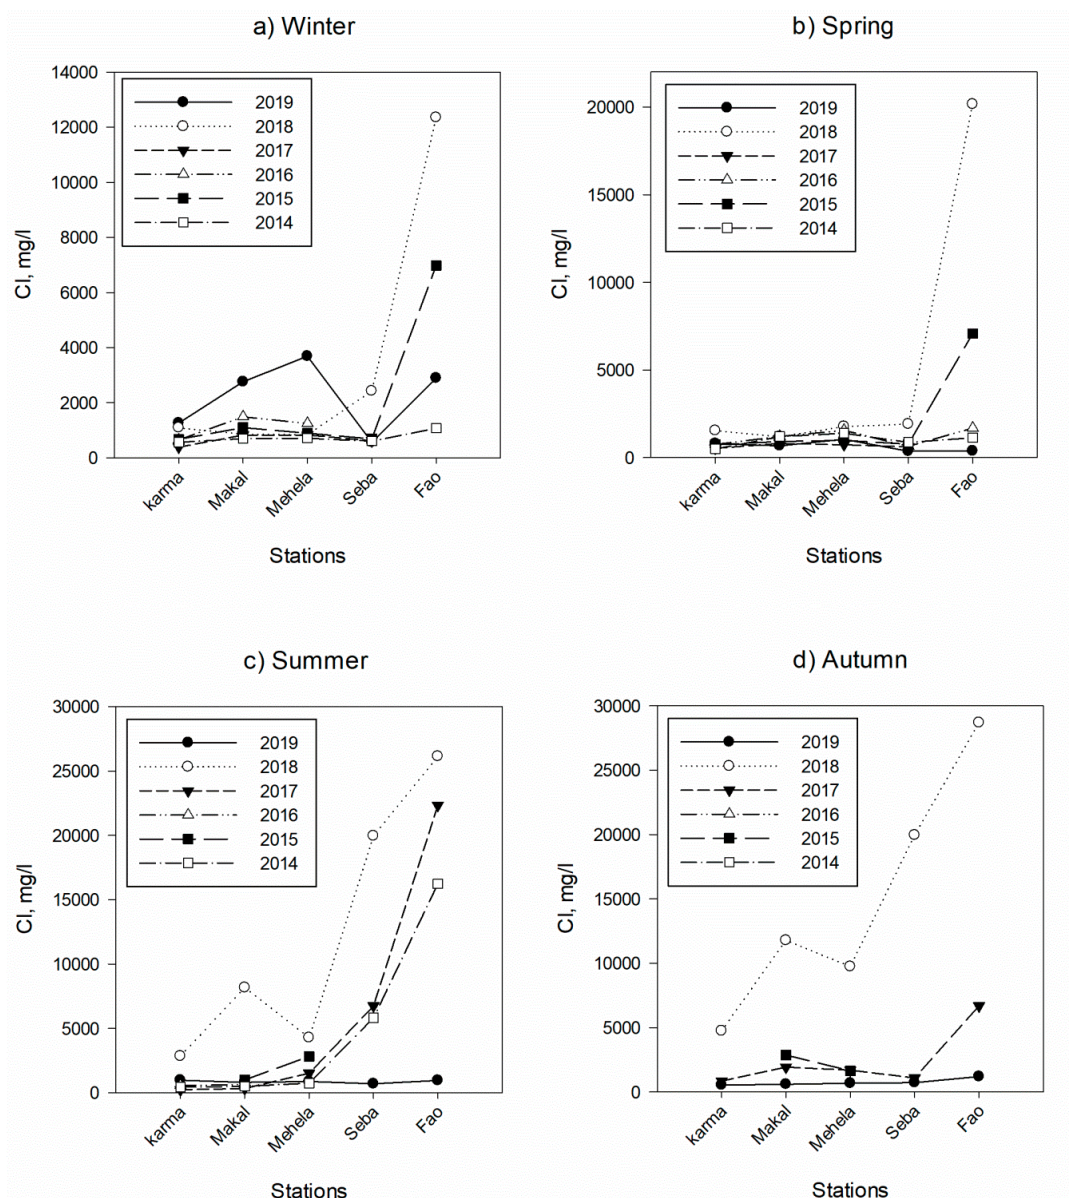 a) Winter
14000
12000
10000
8000
6000
4000
2000
0
Cl, mg/l
2019
2018
2017
2016
2015
2014
karma
Makal
Mehela
Seba
Fao
Stations
b) Spring
20000
15000
10000
5000
0
Cl, mg/l
2019
2018
2017
2016
2015
2014
karma
Makal
Mehela
Seba
Fao
Stations
c) Summer
30000
25000
20000
15000
10000
5000
0
Cl, mg/l
2019
2018
2017
2016
2015
2014
karma
Makal
Mehela
Seba
Fao
Stations
d) Autumn
30000
25000
20000
15000
10000
5000
0
Cl, mg/l
2019
2018
2017
2016
2015
2014
karma
Makal
Mehela
Seba
Fao
Stations